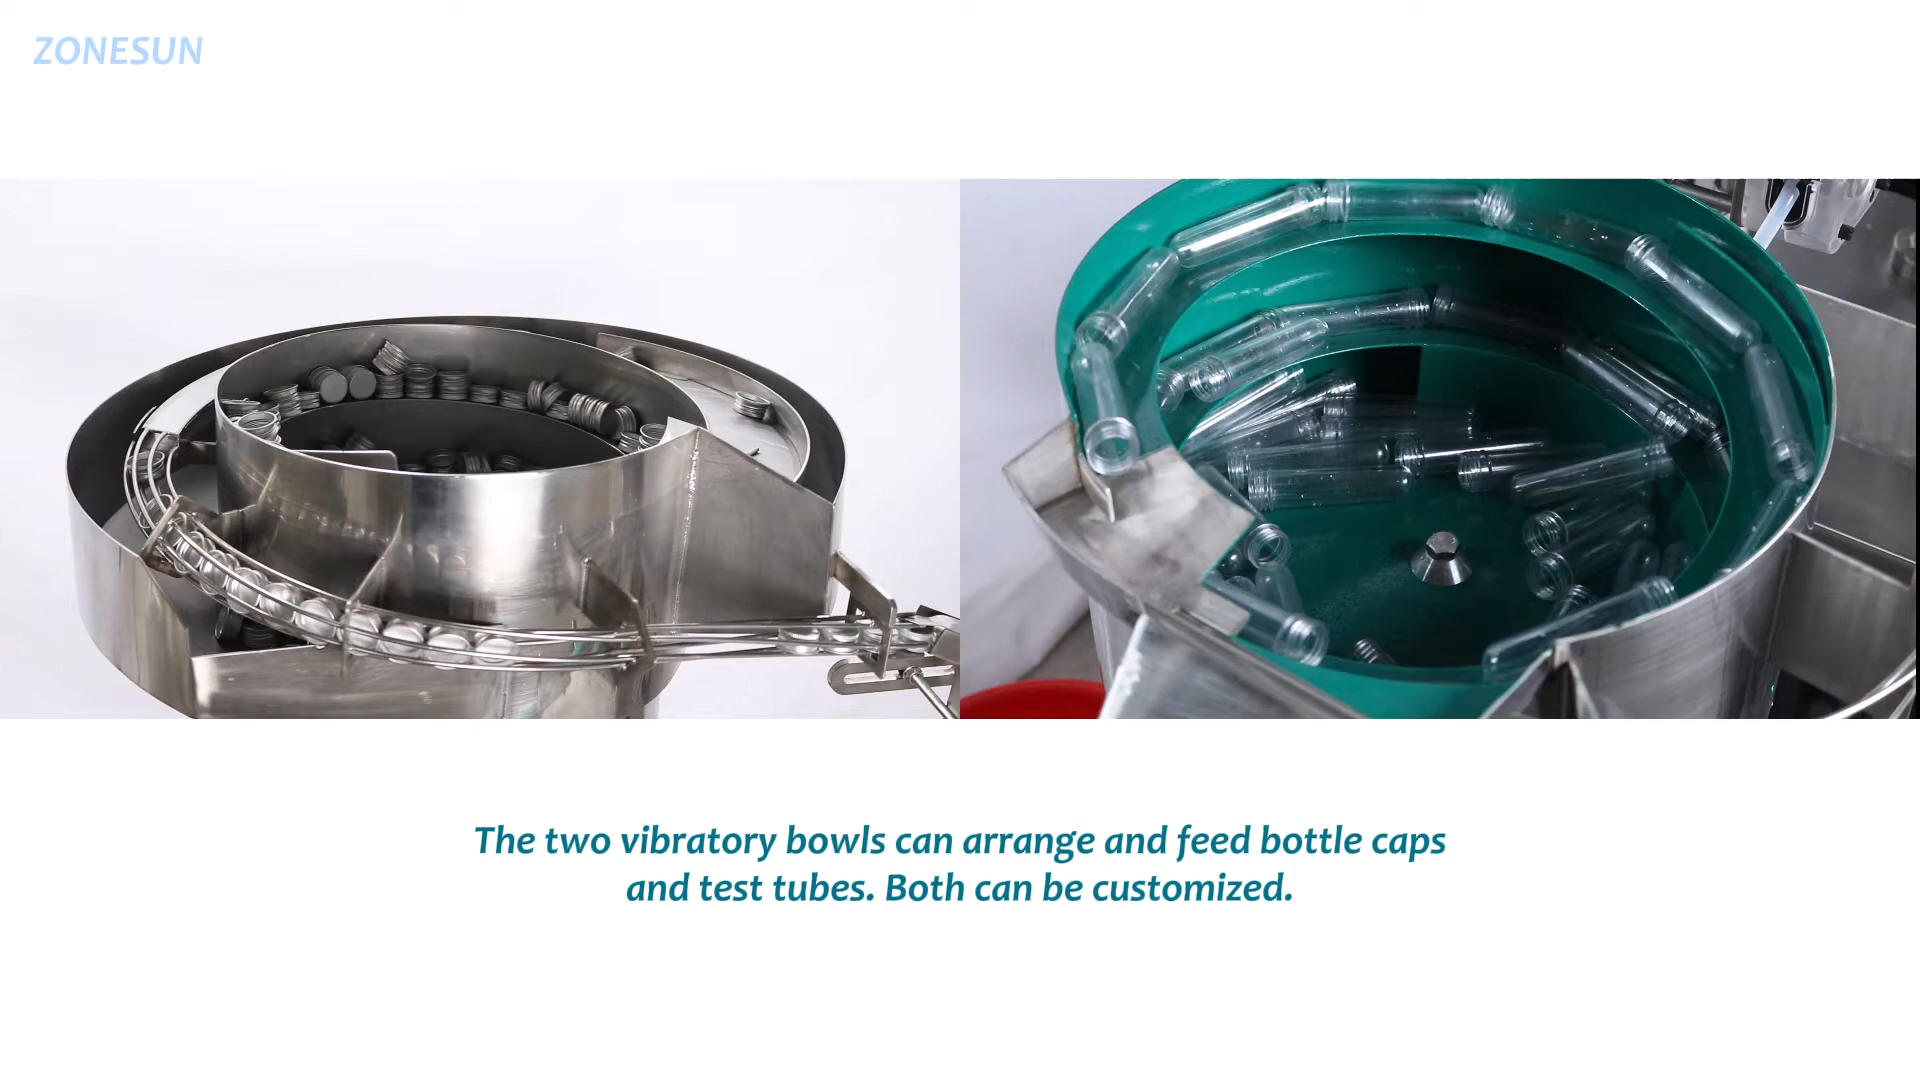 ZONESUN
The two vibratory bowls can arrange and feed bottle caps
and test tubes. Both can be customized.